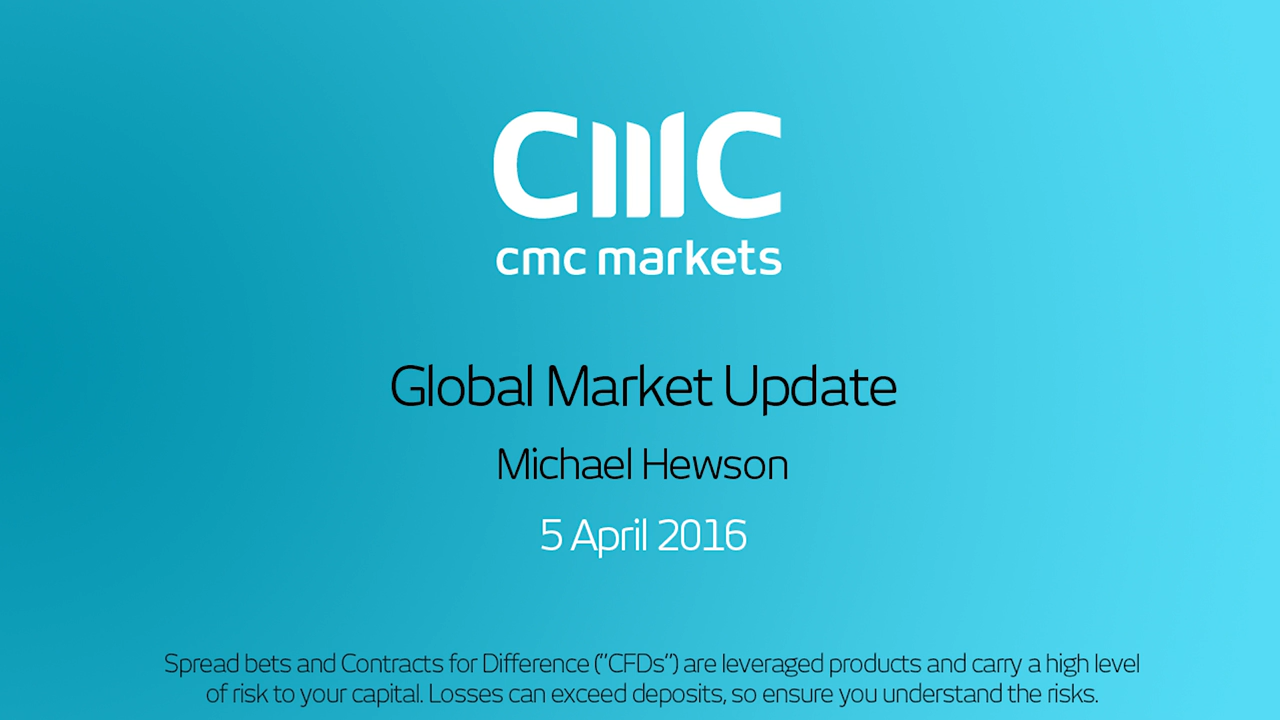 CMC
cmc markets
Global Market Update
Michael Hewson
5 April 2016
Spread bets and Contracts for Difference (“CFDs”) are leveraged products and carry a high level
of risk to your capital. Losses can exceed deposits, so ensure you understand the risks.